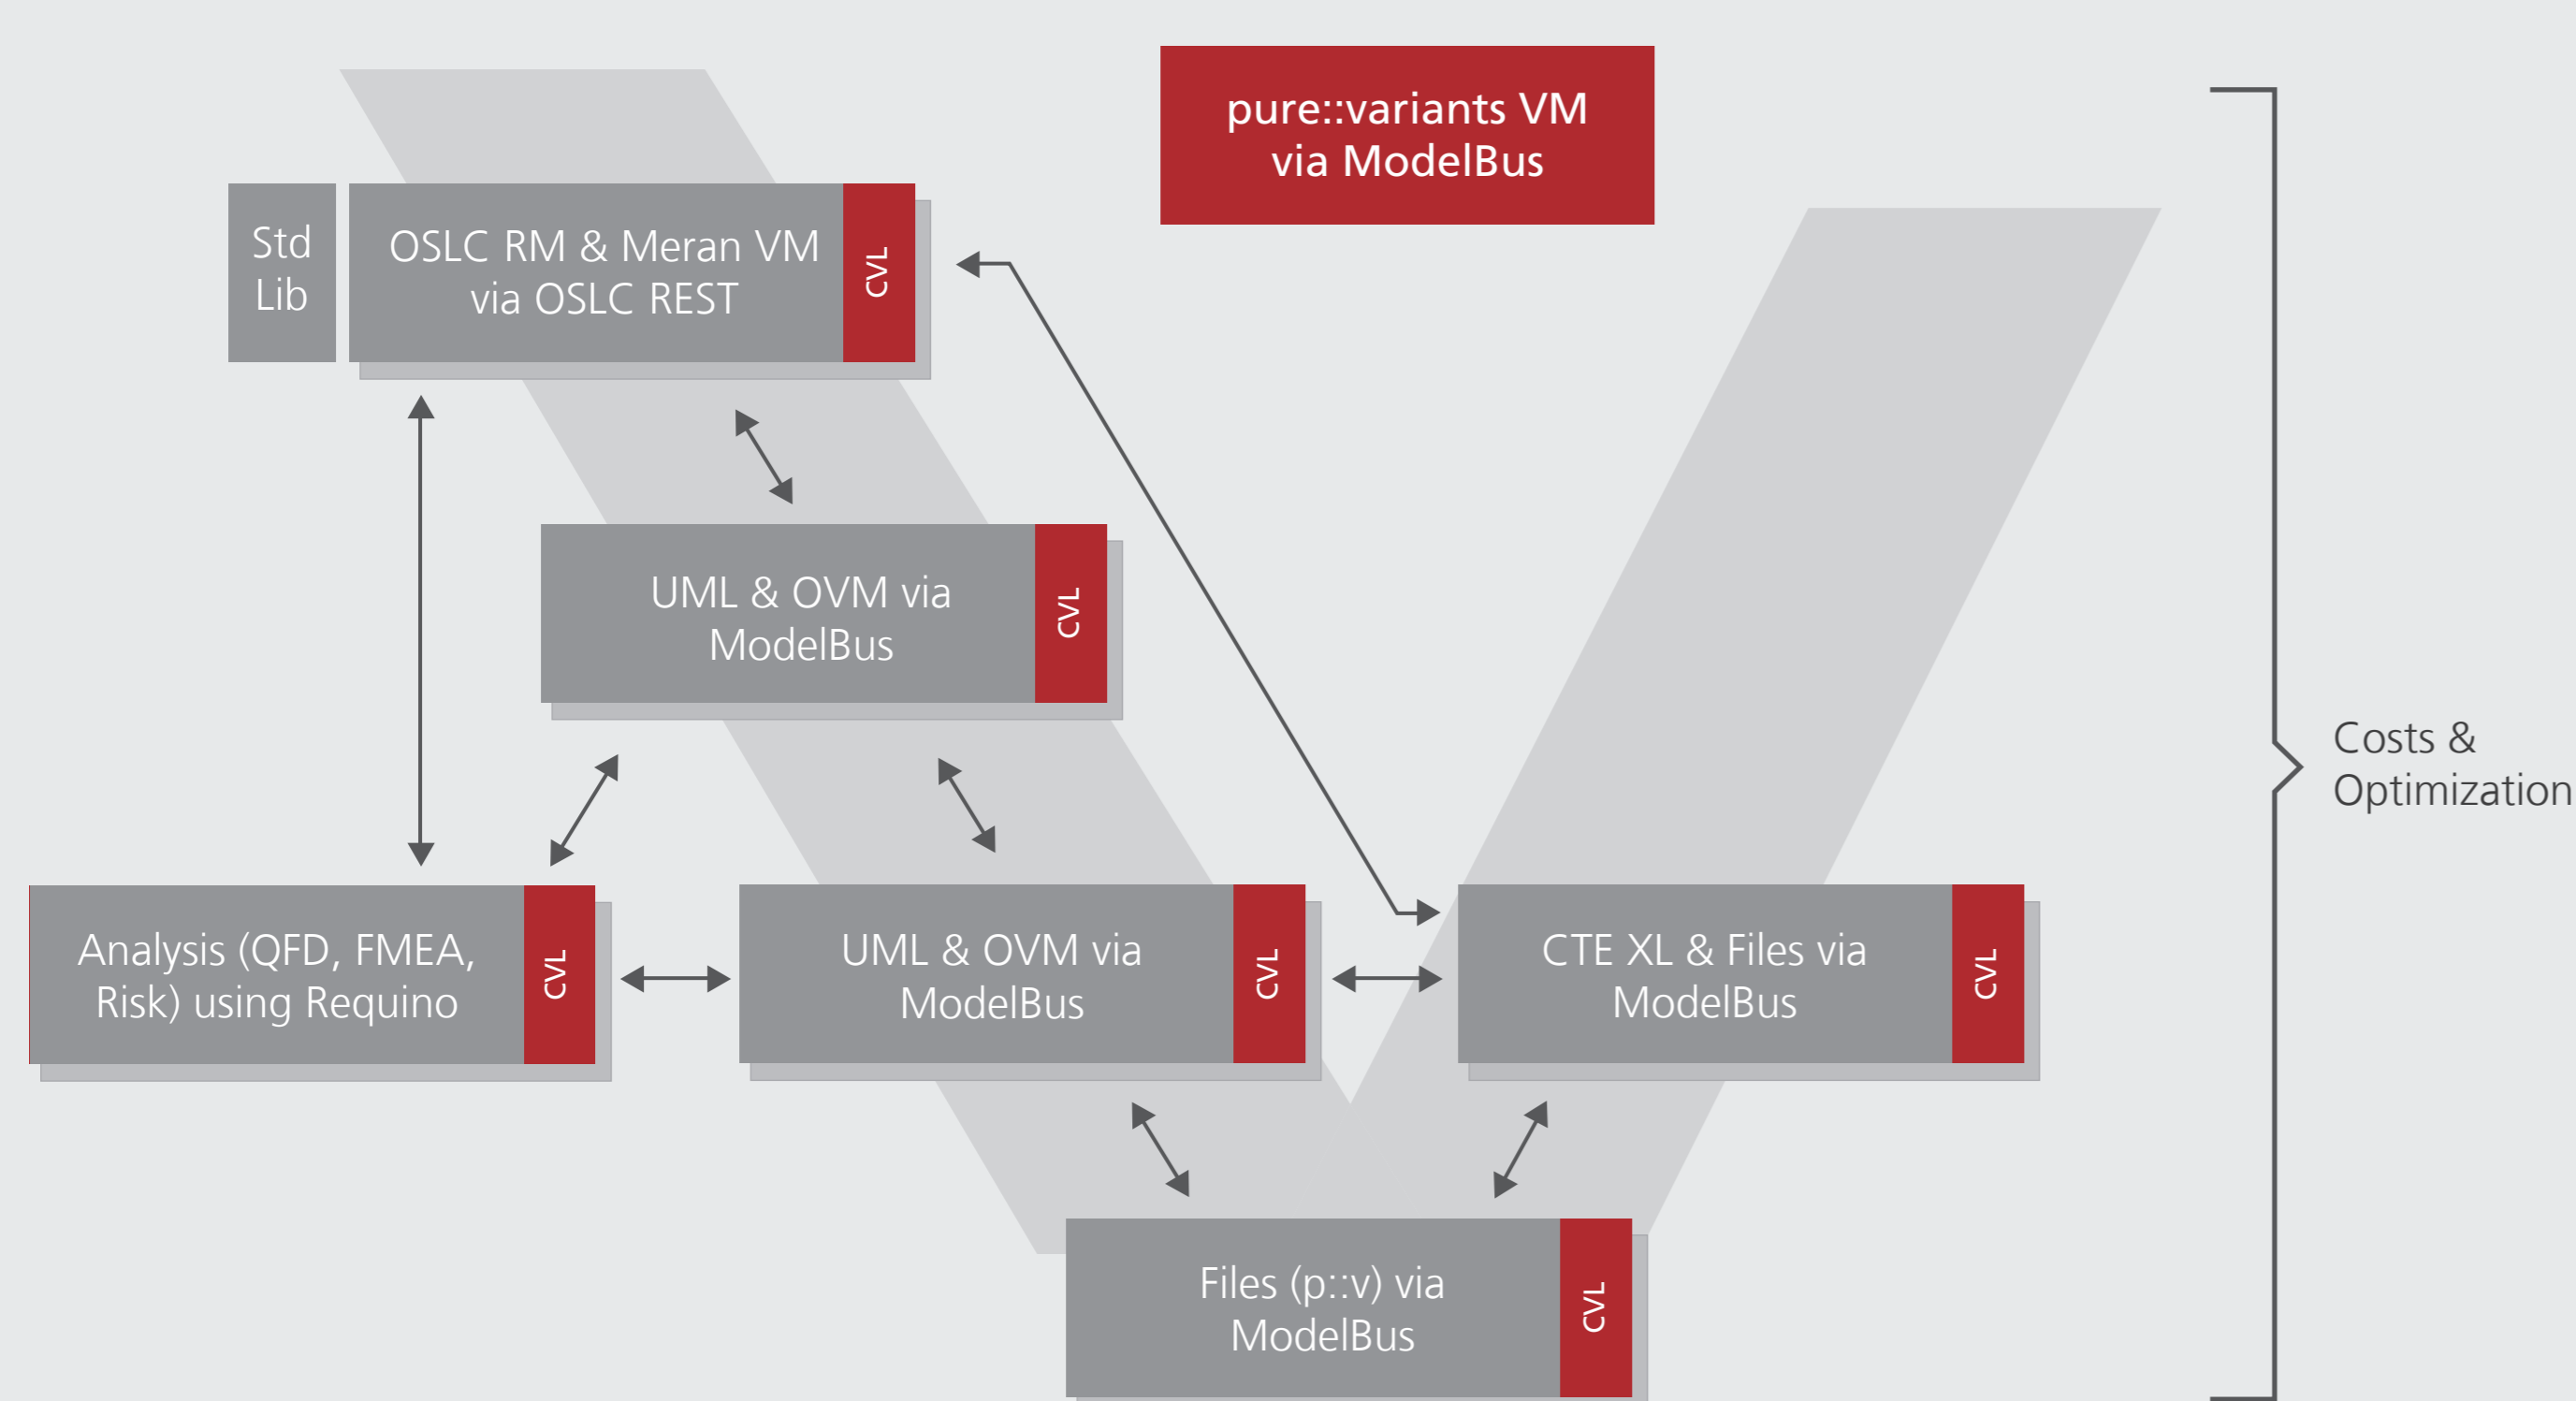 pure::variants VM
via ModelBus
Std
Lib
OSLC RM & Meran VM
via OSLC REST
CVL
UML & OVM via
ModelBus
CVL
Costs &
Optimization
Analysis (QFD, FMEA,
Risk) using Requino
CVL
UML & OVM via
ModelBus
CVL
CTE XL & Files via
ModelBus
CVL
Files (p::v) via
ModelBus
CVL